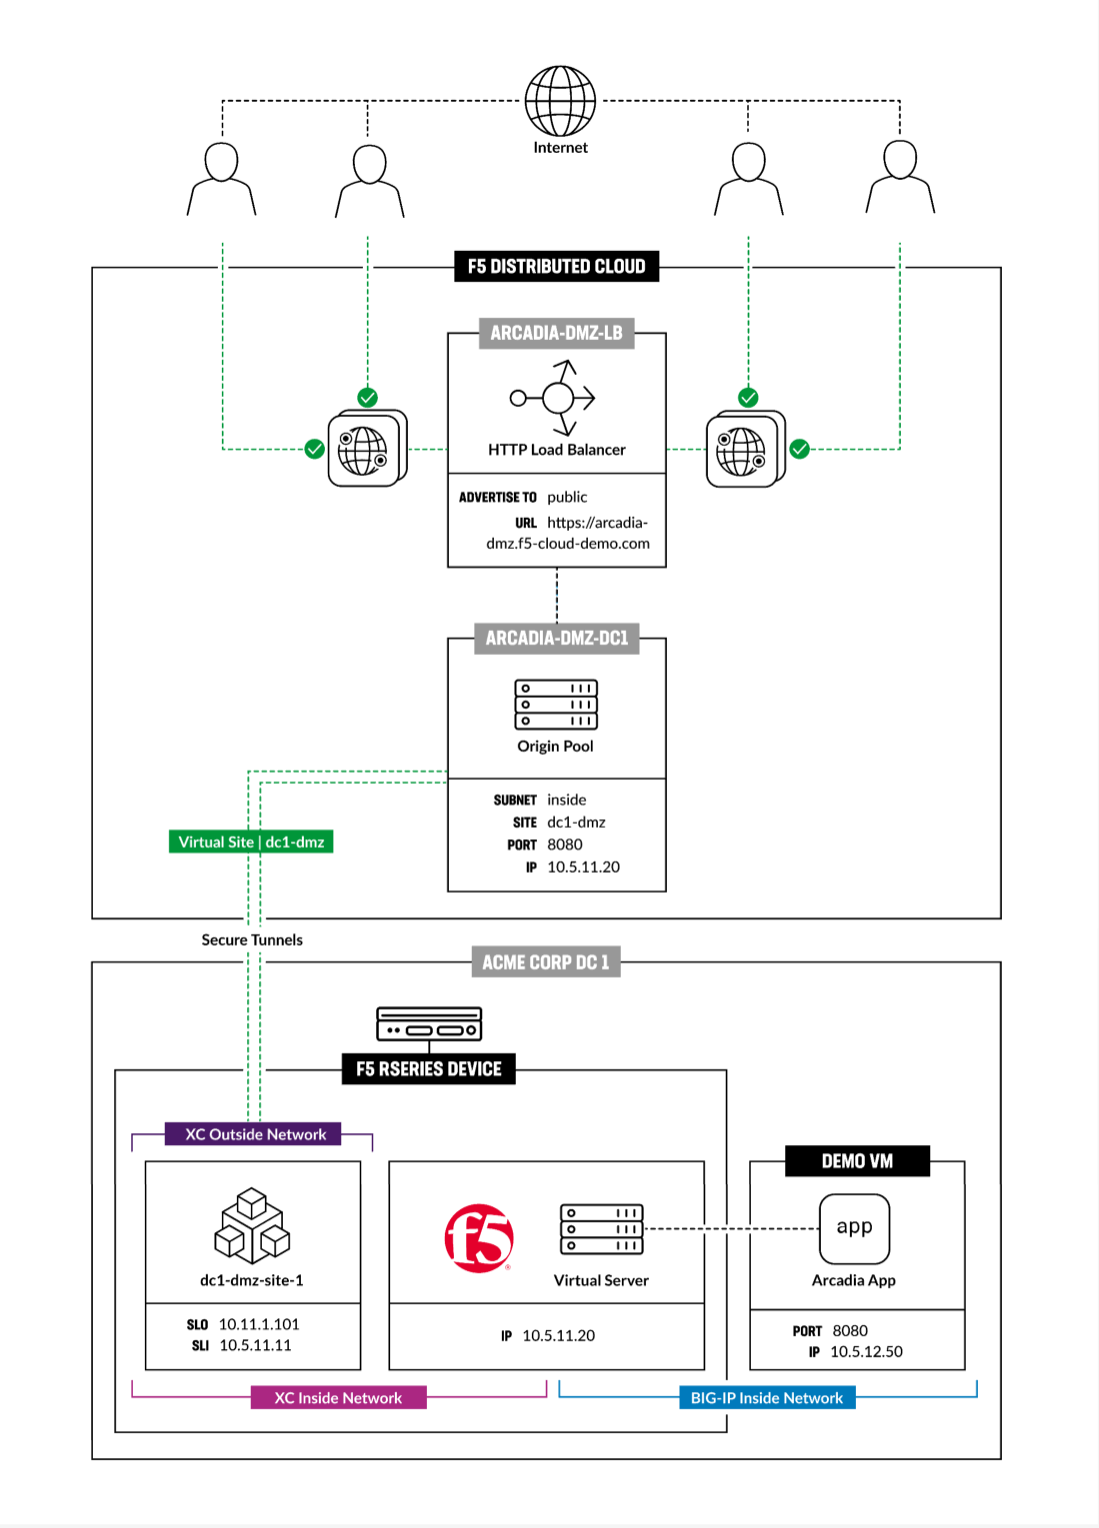 Internet
F5 DISTRIBUTED CLOUD
ARCADIA-DMZ-LB
HTTP Load Balancer
ADVERTISE TO public
URL https://arcadia-
dmz.f5-cloud-demo.com
ARCADIA-DMZ-DC1
Origin Pool
SUBNET inside
SITE dc1-dmz
PORT 8080
IP 10.5.11.20
Virtual Site | dc1-dmz
Secure Tunnels
ACME CORP DC 1
F5 RSERIES DEVICE
XC Outside Network
dc1-dmz-site-1
SLO 10.11.1.101
SLI 10.5.11.11
f5
Virtual Server
IP 10.5.11.20
DEMO VM
app
Arcadia App
PORT 8080
IP 10.5.12.50
XC Inside Network
BIG-IP Inside Network